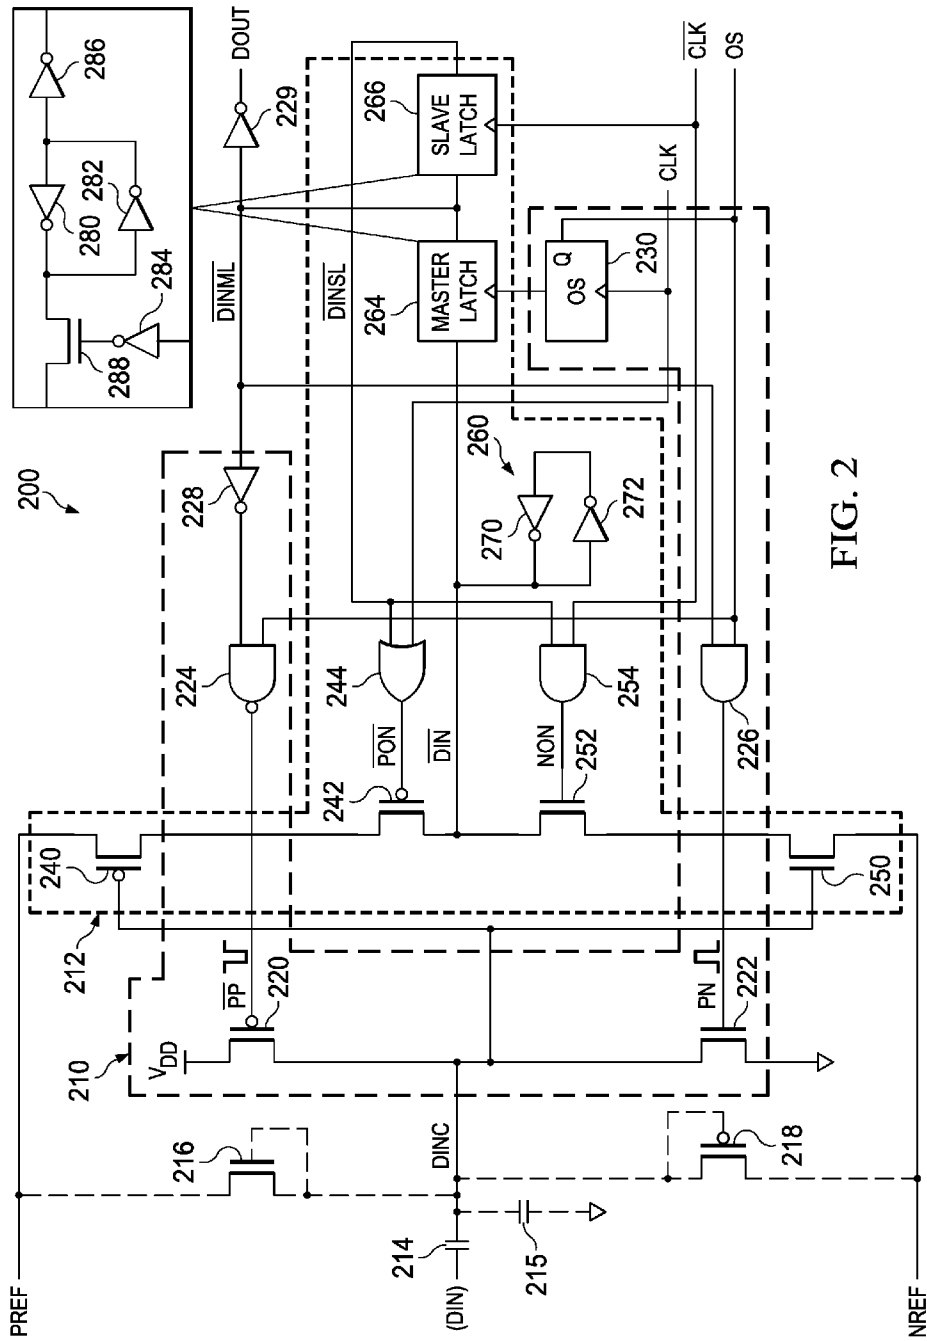 FIG. 2
200
PREF
(DIN)
NREF
214
215
DINC
216
218
210
V
DD
PP
220
PN
222
212
240
250
242
252
PON
DIN
NON
224
244
254
226
228
260
270
272
DINML
DINSL
264
MASTER
LATCH
266
SLAVE
LATCH
Q
OS
230
CLK
CLK
OS
229
DOUT
280
282
284
286
288